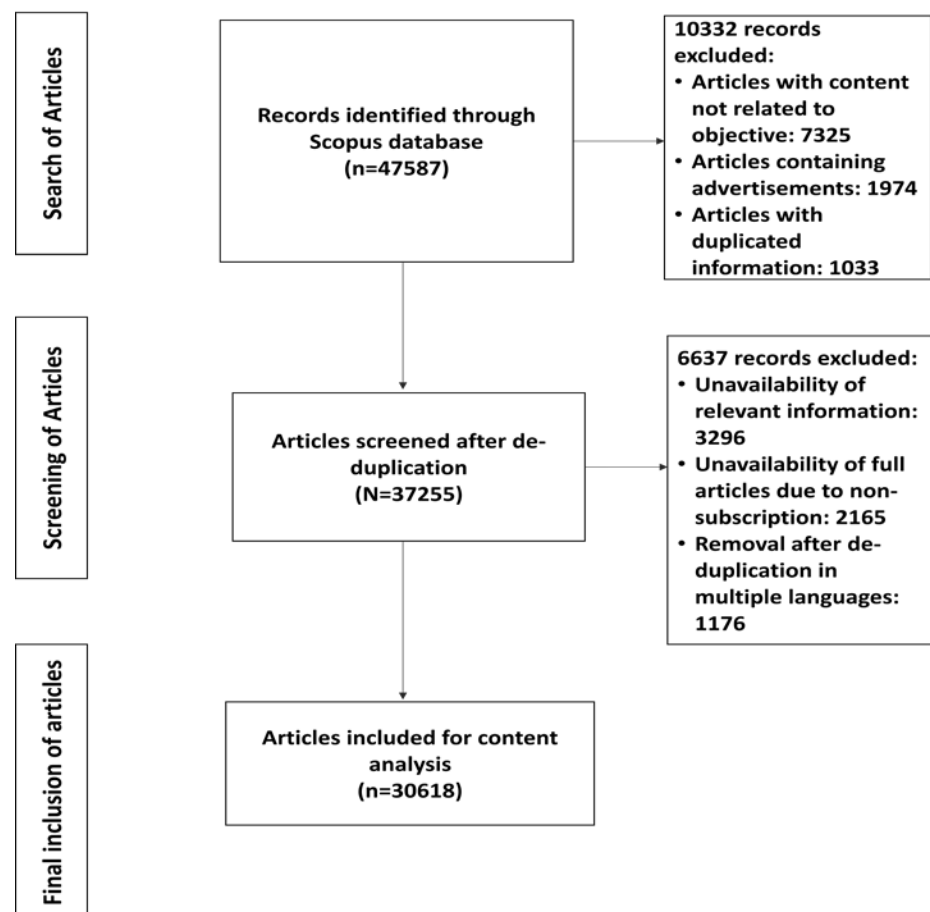 Search of Articles
Records identified through
Scopus database
(n=47587)
10332 records
excluded:
• Articles with content
not related to
objective: 7325
• Articles containing
advertisements: 1974
• Articles with
duplicated
information: 1033
Screening of Articles
Articles screened after de-
duplication
(N=37255)
6637 records excluded:
• Unavailability of
relevant information:
3296
• Unavailability of full
articles due to non-
subscription: 2165
• Removal after de-
duplication in
multiple languages:
1176
Final inclusion of articles
Articles included for content
analysis
(n=30618)